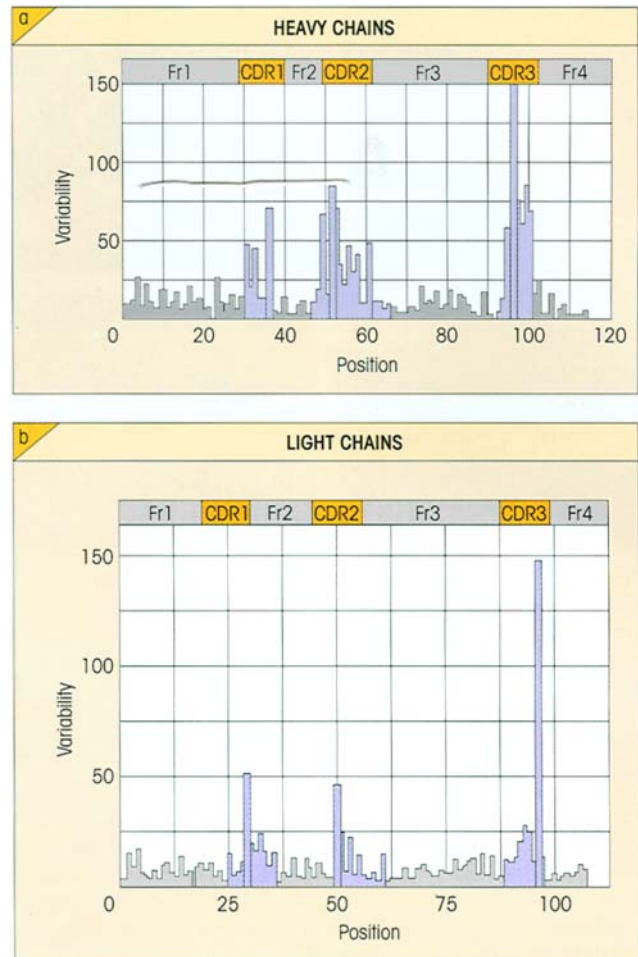 a
HEAVY CHAINS
Fr1 CDR1 Fr2 CDR2 Fr3 CDR3 Fr4
150
100
50
Variability
0 20 40 60 80 100 120
Position
b
LIGHT CHAINS
Fr1 CDR1 Fr2 CDR2 Fr3 CDR3 Fr4
150
100
50
Variability
0 25 50 75 100
Position